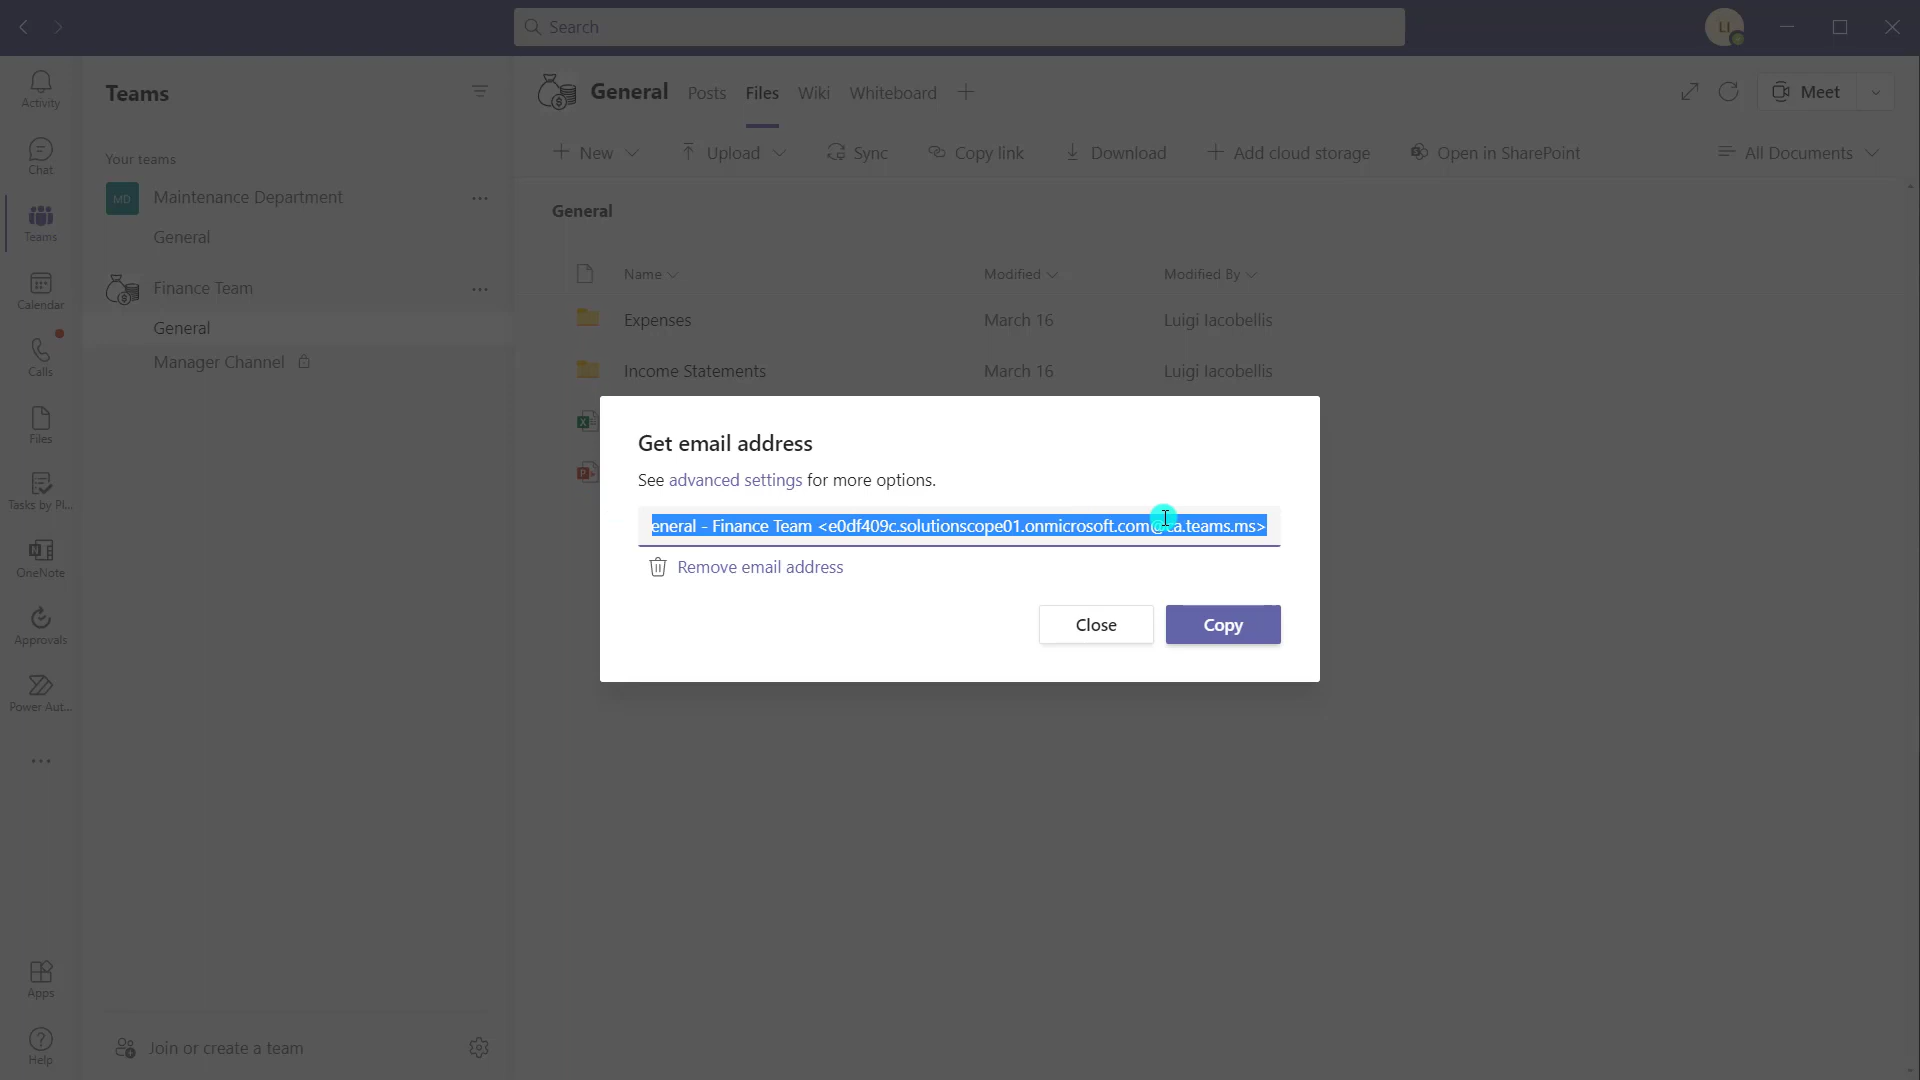 Search
LI
Activity
Chat
Teams
Calendar
Calls
Files
Tasks by Pl...
OneNote
Approvals
Power Aut...
Apps
Help
Teams
Your teams
MD Maintenance Department
General
Finance Team
General
Manager Channel
Join or create a team
General Posts Files Wiki Whiteboard
Meet
New Upload Sync Copy link Download Add cloud storage Open in SharePoint All Documents
General
Name Modified Modified By
Expenses March 16 Luigi Iacobellis
Income Statements March 16 Luigi Iacobellis
Get email address
See advanced settings for more options.
eneral - Finance Team <e0df409c.solutionscope01.onmicrosoft.com@ca.teams.ms>
Remove email address
Close Copy